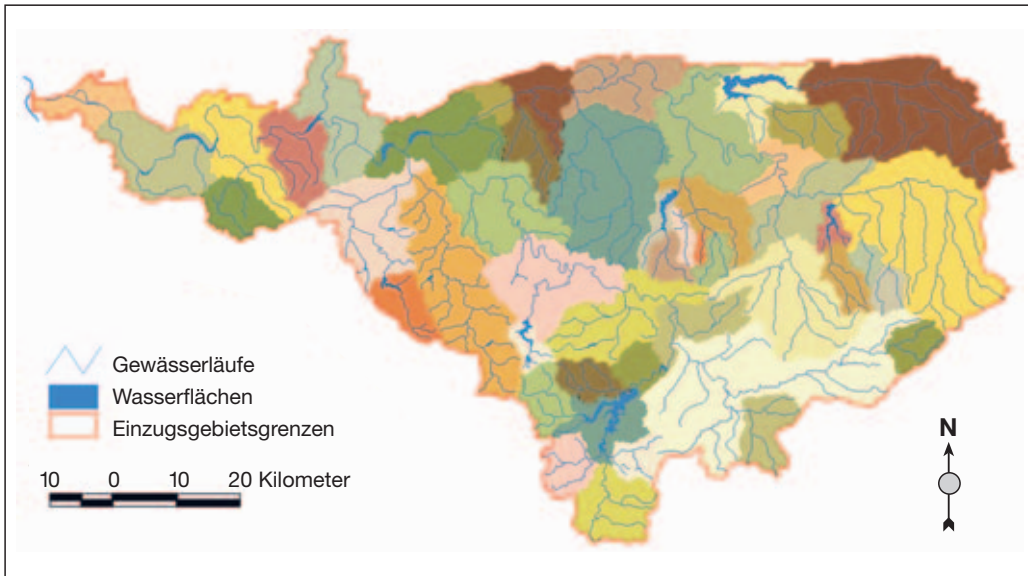 Gewässerläufe
Wasserflächen
Einzugsgebietsgrenzen
10 0 10 20 Kilometer
N